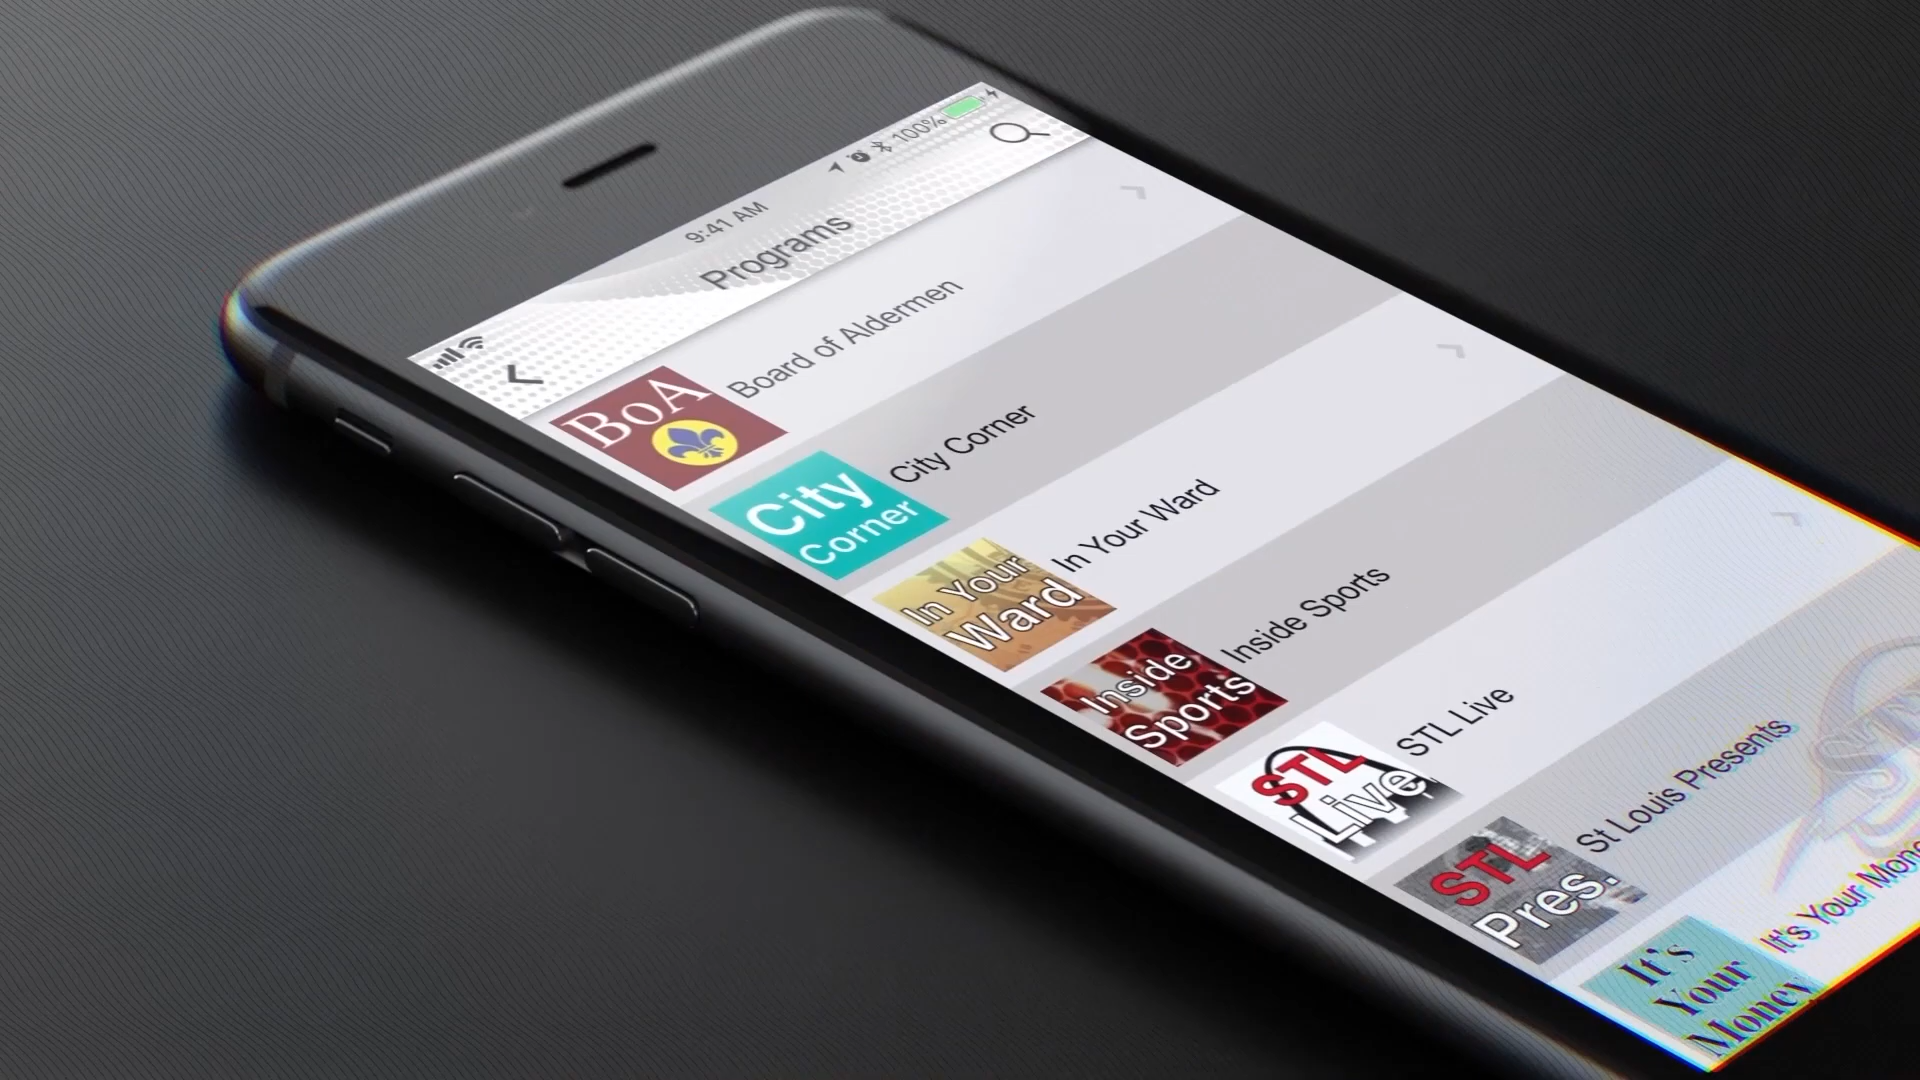 9:41 AM
100%
Programs
BoA
Board of Aldermen
City
Corner
City Corner
In Your
Ward
In Your Ward
Inside
Sports
Inside Sports
STL
Live
STL Live
STL
Pres.
St Louis Presents
It's
Your
Money
It's Your